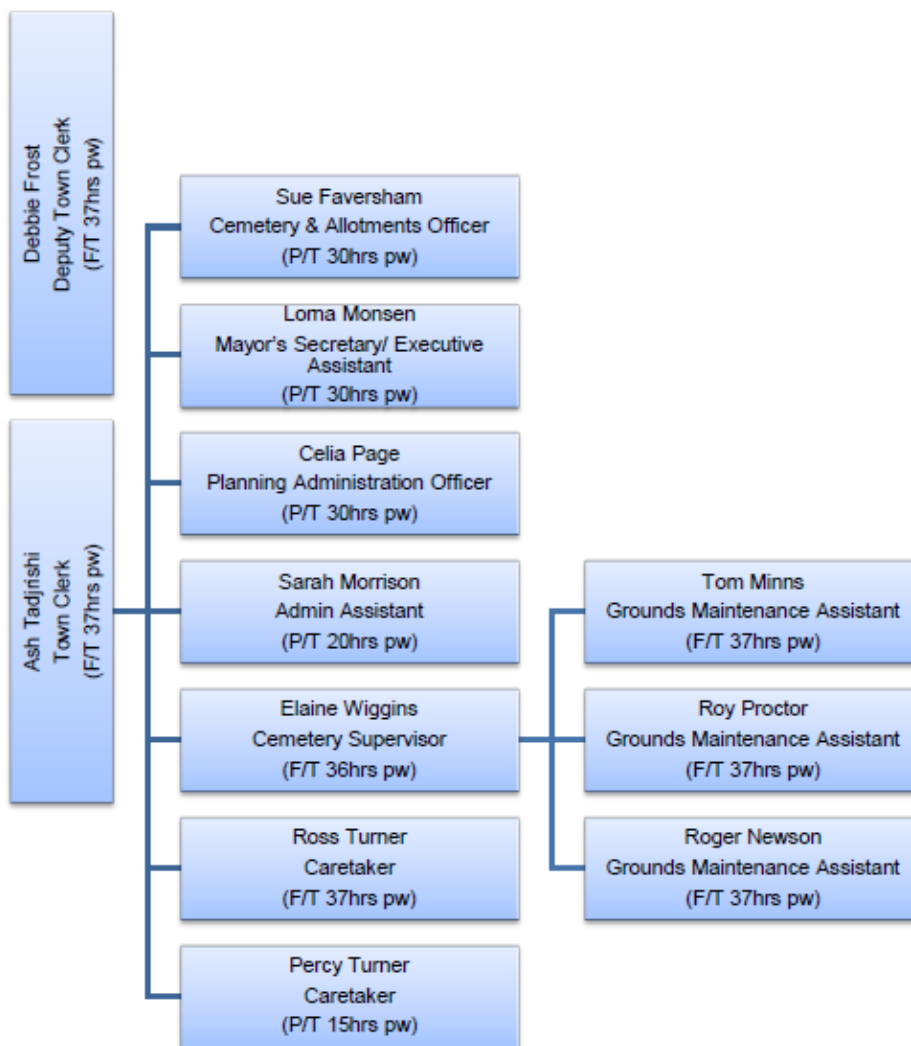 Debbie Frost
Deputy Town Clerk
(F/T 37hrs pw)
Ash Tadjrishi
Town Clerk
(F/T 37hrs pw)
Sue Faversham
Cemetery & Allotments Officer
(P/T 30hrs pw)
Lorna Monsen
Mayor's Secretary/ Executive
Assistant
(P/T 30hrs pw)
Celia Page
Planning Administration Officer
(P/T 30hrs pw)
Sarah Morrison
Admin Assistant
(P/T 20hrs pw)
Elaine Wiggins
Cemetery Supervisor
(F/T 36hrs pw)
Ross Turner
Caretaker
(F/T 37hrs pw)
Percy Turner
Caretaker
(P/T 15hrs pw)
Tom Minns
Grounds Maintenance Assistant
(F/T 37hrs pw)
Roy Proctor
Grounds Maintenance Assistant
(F/T 37hrs pw)
Roger Newson
Grounds Maintenance Assistant
(F/T 37hrs pw)